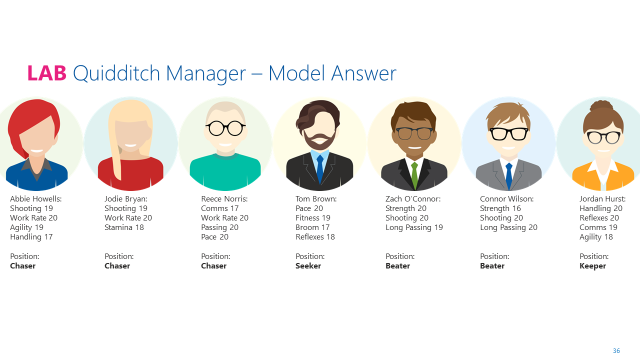 LAB Quidditch Manager – Model Answer
Abbie Howells:
Shooting 19
Work Rate 20
Agility 19
Handling 17
Position:
Chaser
Jodie Bryan:
Shooting 19
Work Rate 20
Stamina 18
Position:
Chaser
Reece Norris:
Comms 17
Work Rate 20
Passing 20
Pace 20
Position:
Chaser
Tom Brown:
Pace 20
Fitness 19
Broom 17
Reflexes 18
Position:
Seeker
Zach O'Connor:
Strength 20
Shooting 20
Long Passing 19
Position:
Beater
Connor Wilson:
Strength 16
Shooting 20
Long Passing 20
Position:
Beater
Jordan Hurst:
Handling 20
Reflexes 20
Comms 19
Agility 18
Position:
Keeper
36